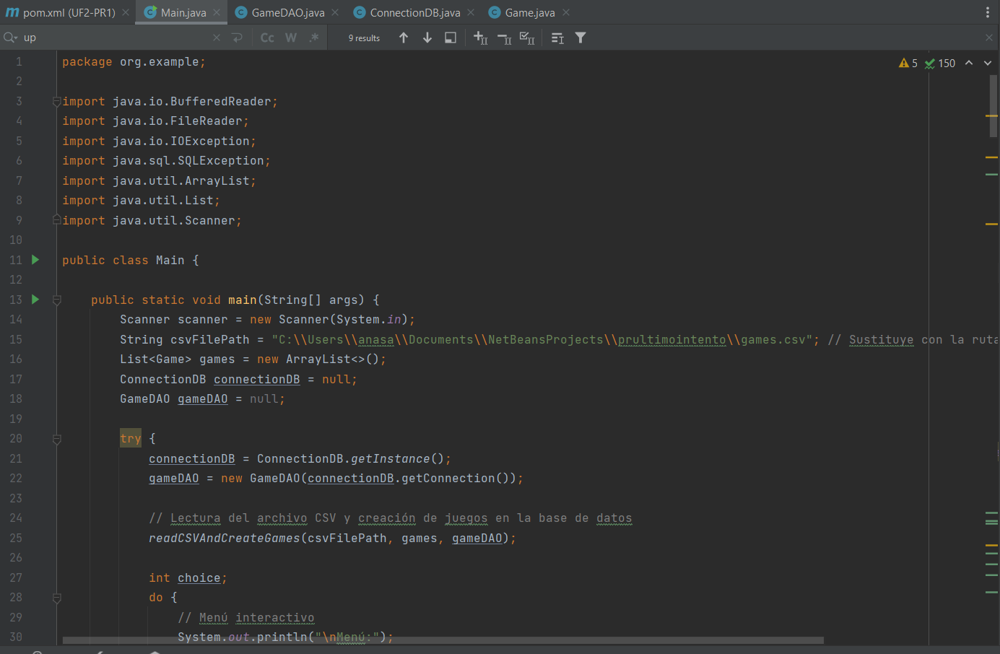 pom.xml (UF2-PR1) Main.java GameDAO.java ConnectionDB.java Game.java
up Cc W .* 9 results
5 150
1 package org.example;
2
3 import java.io.BufferedReader;
4 import java.io.FileReader;
5 import java.io.IOException;
6 import java.sql.SQLException;
7 import java.util.ArrayList;
8 import java.util.List;
9 import java.util.Scanner;
10
11 public class Main {
12
13 public static void main(String[] args) {
14 Scanner scanner = new Scanner(System.in);
15 String csvFilePath = "C:\\Users\\anasa\\Documents\\NetBeansProjects\\prultimointento\\games.csv"; // Sustituye con la ruta
16 List<Game> games = new ArrayList<>();
17 ConnectionDB connectionDB = null;
18 GameDAO gameDAO = null;
19
20 try {
21 connectionDB = ConnectionDB.getInstance();
22 gameDAO = new GameDAO(connectionDB.getConnection());
23
24 // Lectura del archivo CSV y creación de juegos en la base de datos
25 readCSVAndCreateGames(csvFilePath, games, gameDAO);
26
27 int choice;
28 do {
29 // Menú interactivo
30 System.out.println("\nMenú:");